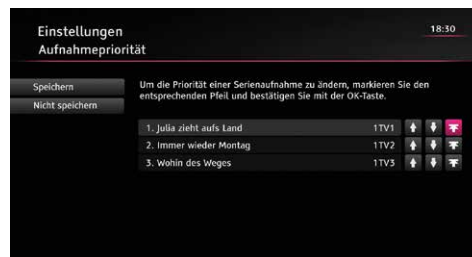 Einstellungen
18:30
Aufnahmepriorität
Speichern
Nicht speichern
Um die Priorität einer Serienaufnahme zu ändern, markieren Sie den
entsprechenden Pfeil und bestätigen Sie mit der OK-Taste.
1. Julia zieht aufs Land 1TV1
2. Immer wieder Montag 1TV2
3. Wohin des Weges 1TV3